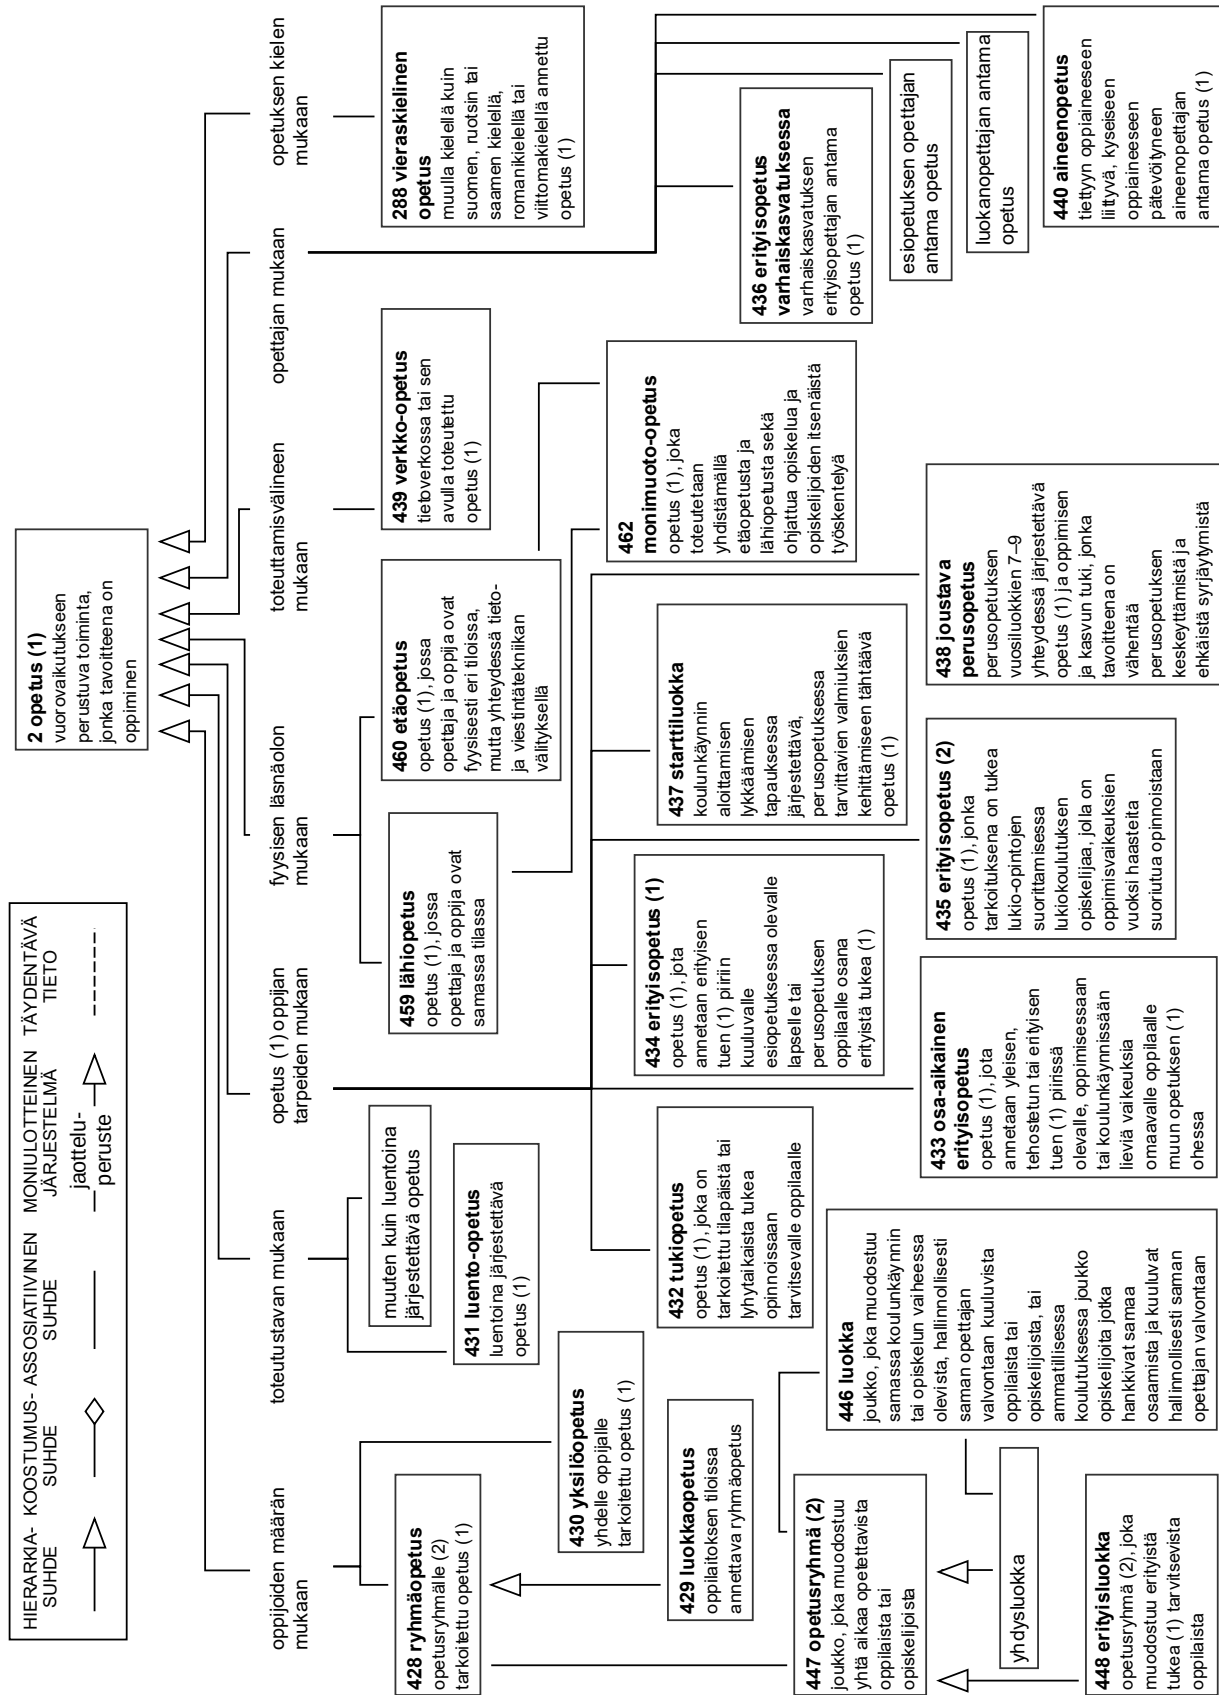 HIERARKIA-
SUHDE
KOOSTUMUS-
SUHDE
ASSOSIATIIVINEN
SUHDE
MONIULOTTEINEN
JÄRJESTELMÄ
jaottelu-
peruste
TÄYDENTÄVÄ
TIETO
2 opetus (1)
vuorovaikutukseen
perustuva toiminta,
jonka tavoitteena on
oppiminen
oppijoiden määrän
mukaan
toteutustavan mukaan
opetus (1) oppijan
tarpeiden mukaan
fyysisen läsnäolon
mukaan
toteuttamisvälineen
mukaan
opettajan mukaan
opetuksen kielen
mukaan
428 ryhmäopetus
opetusryhmälle (2)
tarkoitettu opetus (1)
430 yksilöopetus
yhdelle oppijalle
tarkoitettu opetus (1)
429 luokkaopetus
oppilaitoksen tiloissa
annettava ryhmäopetus
muuten kuin luentoina
järjestettävä opetus
431 luento-opetus
luentoina järjestettävä
opetus (1)
459 lähiopetus
opetus (1), jossa
opettaja ja oppija ovat
samassa tilassa
460 etäopetus
opetus (1), jossa
opettaja ja oppija ovat
fyysisesti eri tiloissa,
mutta yhteydessä tieto-
ja viestintätekniikan
välityksellä
439 verkko-opetus
tietoverkossa tai sen
avulla toteutettu
opetus (1)
288 vieraskielinen
opetus
muulla kielellä kuin
suomen, ruotsin tai
saamen kielellä,
romanikielellä tai
viittomakielellä annettu
opetus (1)
462
monimuoto-opetus
opetus (1), joka
toteutetaan
yhdistämällä
etäopetusta ja
lähiopetusta sekä
ohjattua opiskelua ja
opiskelijoiden itsenäistä
työskentelyä
436 erityisopetus
varhaiskasvatuksessa
varhaiskasvatuksen
erityisopettajan antama
opetus (1)
esiopetuksen opettajan
antama opetus
luokanopettajan antama
opetus
440 aineenopetus
tiettyyn oppiaineeseen
liittyvä, kyseiseen
oppiaineeseen
pätevöityneen
aineenopettajan
antama opetus (1)
432 tukiopetus
opetus (1), joka on
tarkoitettu tilapäistä tai
lyhytaikaista tukea
opinnoissaan
tarvitsevalle oppilaalle
434 erityisopetus (1)
opetus (1), jota
annetaan erityisen
tuen (1) piiriin
kuuluvalle
esiopetuksessa olevalle
lapselle tai
perusopetuksen
oppilaalle osana
erityistä tukea (1)
437 starttiluokka
koulunkäynnin
aloittamisen
lykkäämisen
tapauksessa
järjestettävä,
perusopetuksessa
tarvittavien valmiuksien
kehittämiseen tähtäävä
opetus (1)
447 opetusryhmä (2)
joukko, joka muodostuu
yhtä aikaa opetettavista
oppilaista tai
opiskelijoista
446 luokka
joukko, joka muodostuu
samassa koulunkäynnin
tai opiskelun vaiheessa
olevista, hallinnollisesti
saman opettajan
valvontaan kuuluvista
oppilaista tai
opiskelijoista, tai
ammatillisessa
koulutuksessa joukko
opiskelijoita jotka
hankkivat samaa
osaamista ja kuuluvat
hallinnollisesti saman
opettajan valvontaan
433 osa-aikainen
erityisopetus
opetus (1), jota
annetaan yleisen,
tehostetun tai erityisen
tuen (1) piirissä
olevalle, oppimisessaan
tai koulunkäynnissään
lieviä vaikeuksia
omaavalle oppilaalle
muun opetuksen (1)
ohessa
435 erityisopetus (2)
opetus (1), jonka
tarkoituksena on tukea
lukio-opintojen
suorittamisessa
lukiokoulutuksen
opiskelijaa, jolla on
oppimisvaikeuksien
vuoksi haasteita
suoriutua opinnoistaan
438 joustava
perusopetus
perusopetuksen
vuosiluokkien 7–9
yhteydessä järjestettävä
opetus (1) ja oppimisen
ja kasvun tuki, jonka
tavoitteena on
vähentää
perusopetuksen
keskeyttämistä ja
ehkäistä syrjäytymistä
yhdysluokka
448 erityisluokka
opetusryhmä (2), joka
muodostuu erityistä
tukea (1) tarvitsevista
oppilaista